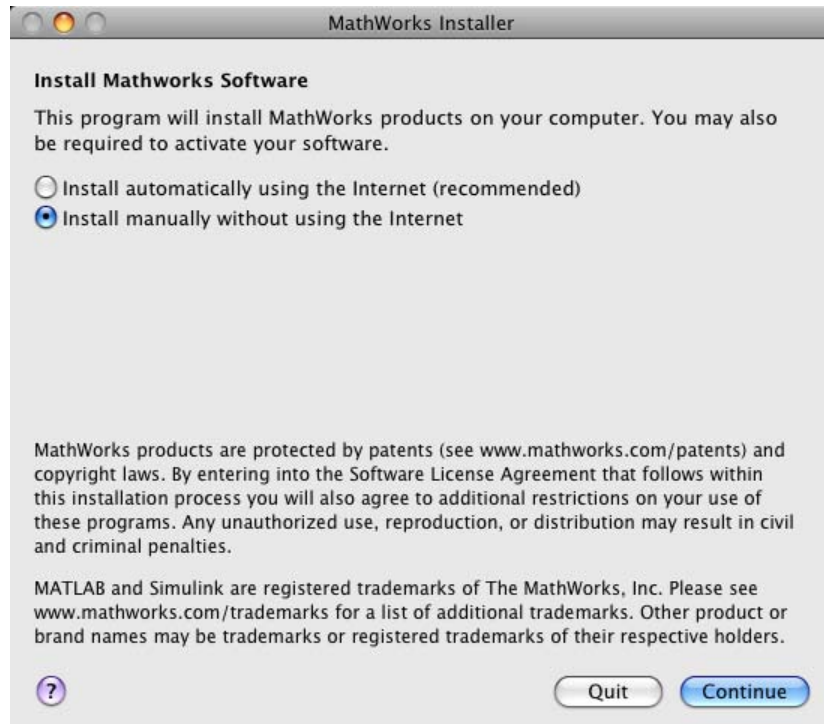 MathWorks Installer
Install Mathworks Software
This program will install MathWorks products on your computer. You may also
be required to activate your software.
Install automatically using the Internet (recommended)
Install manually without using the Internet
MathWorks products are protected by patents (see www.mathworks.com/patents) and
copyright laws. By entering into the Software License Agreement that follows within
this installation process you will also agree to additional restrictions on your use of
these programs. Any unauthorized use, reproduction, or distribution may result in civil
and criminal penalties.
MATLAB and Simulink are registered trademarks of The MathWorks, Inc. Please see
www.mathworks.com/trademarks for a list of additional trademarks. Other product or
brand names may be trademarks or registered trademarks of their respective holders.
? Quit Continue